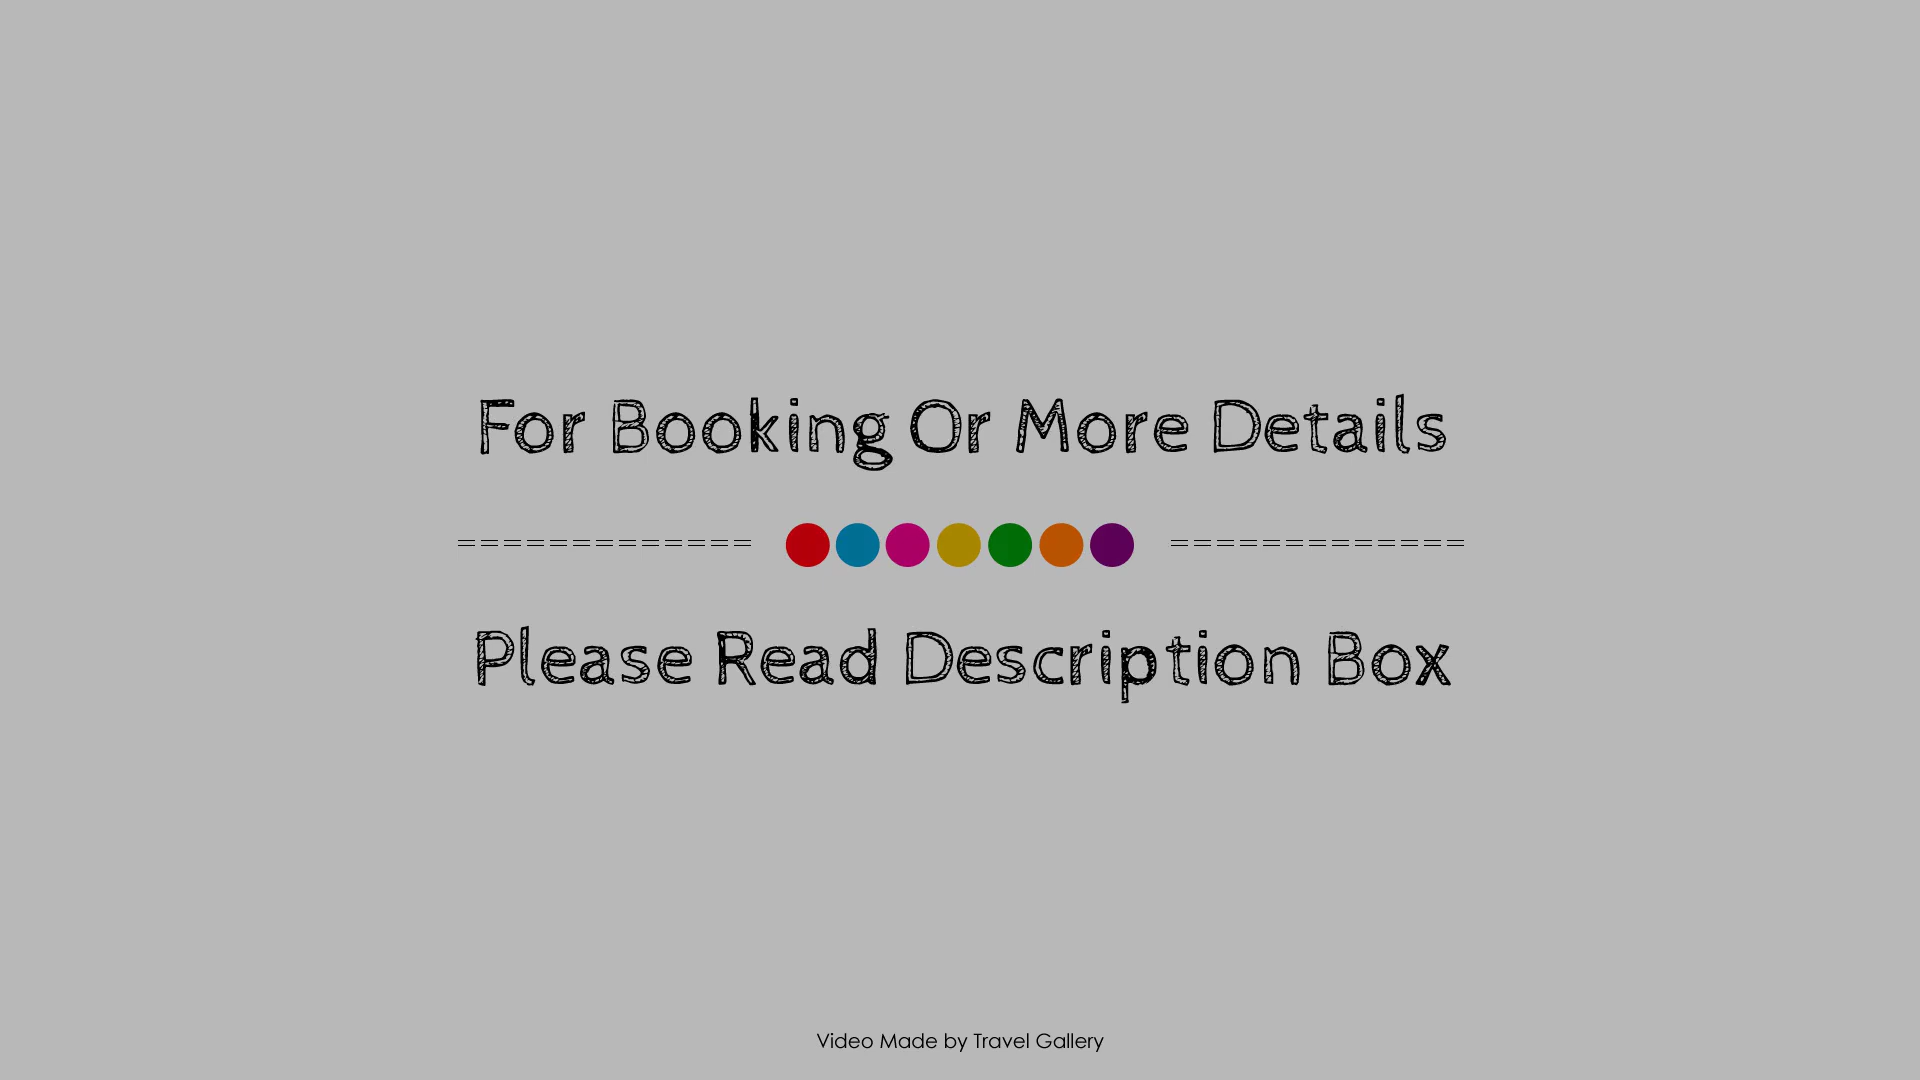 For Booking Or More Details
============= =============
Please Read Description Box
Video Made by Travel Gallery